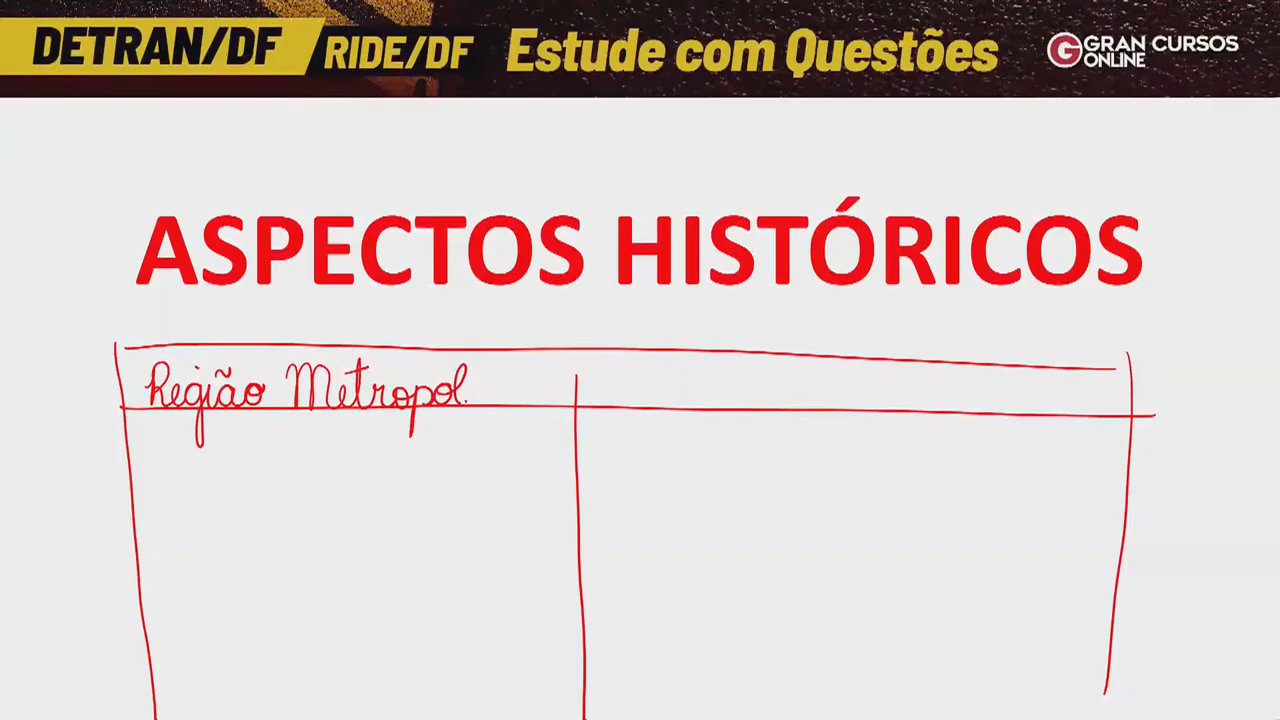 DETRAN/DF RIDE/DF Estude com Questões GRAN CURSOS
ONLINE
ASPECTOS HISTÓRICOS
Região Metropol.